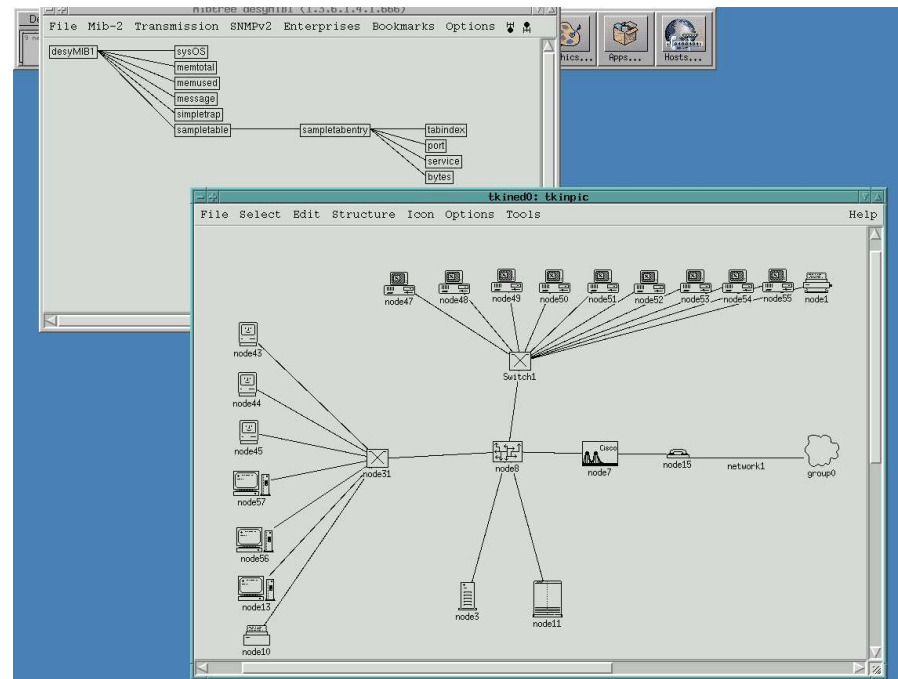 Mibtree desyMIB1 (1.3.6.1.4.1.666)
File Mib-2 Transmission SNMPv2 Enterprises Bookmarks Options
Apps... Hosts...
desyMIB1
sysOS
memtotal
memused
message
simpletrap
sampletable
sampletabentry
tabindex
port
service
bytes
tkined0: tkinpic
File Select Edit Structure Icon Options Tools Help
node47 node48 node49 node50 node51 node52 node53 node54 node55 node1
Switch1
node43
node44
node45
node31
node8
Cisco
node7
node15
network1
group0
node57
node56
node13
node10
node3
node11